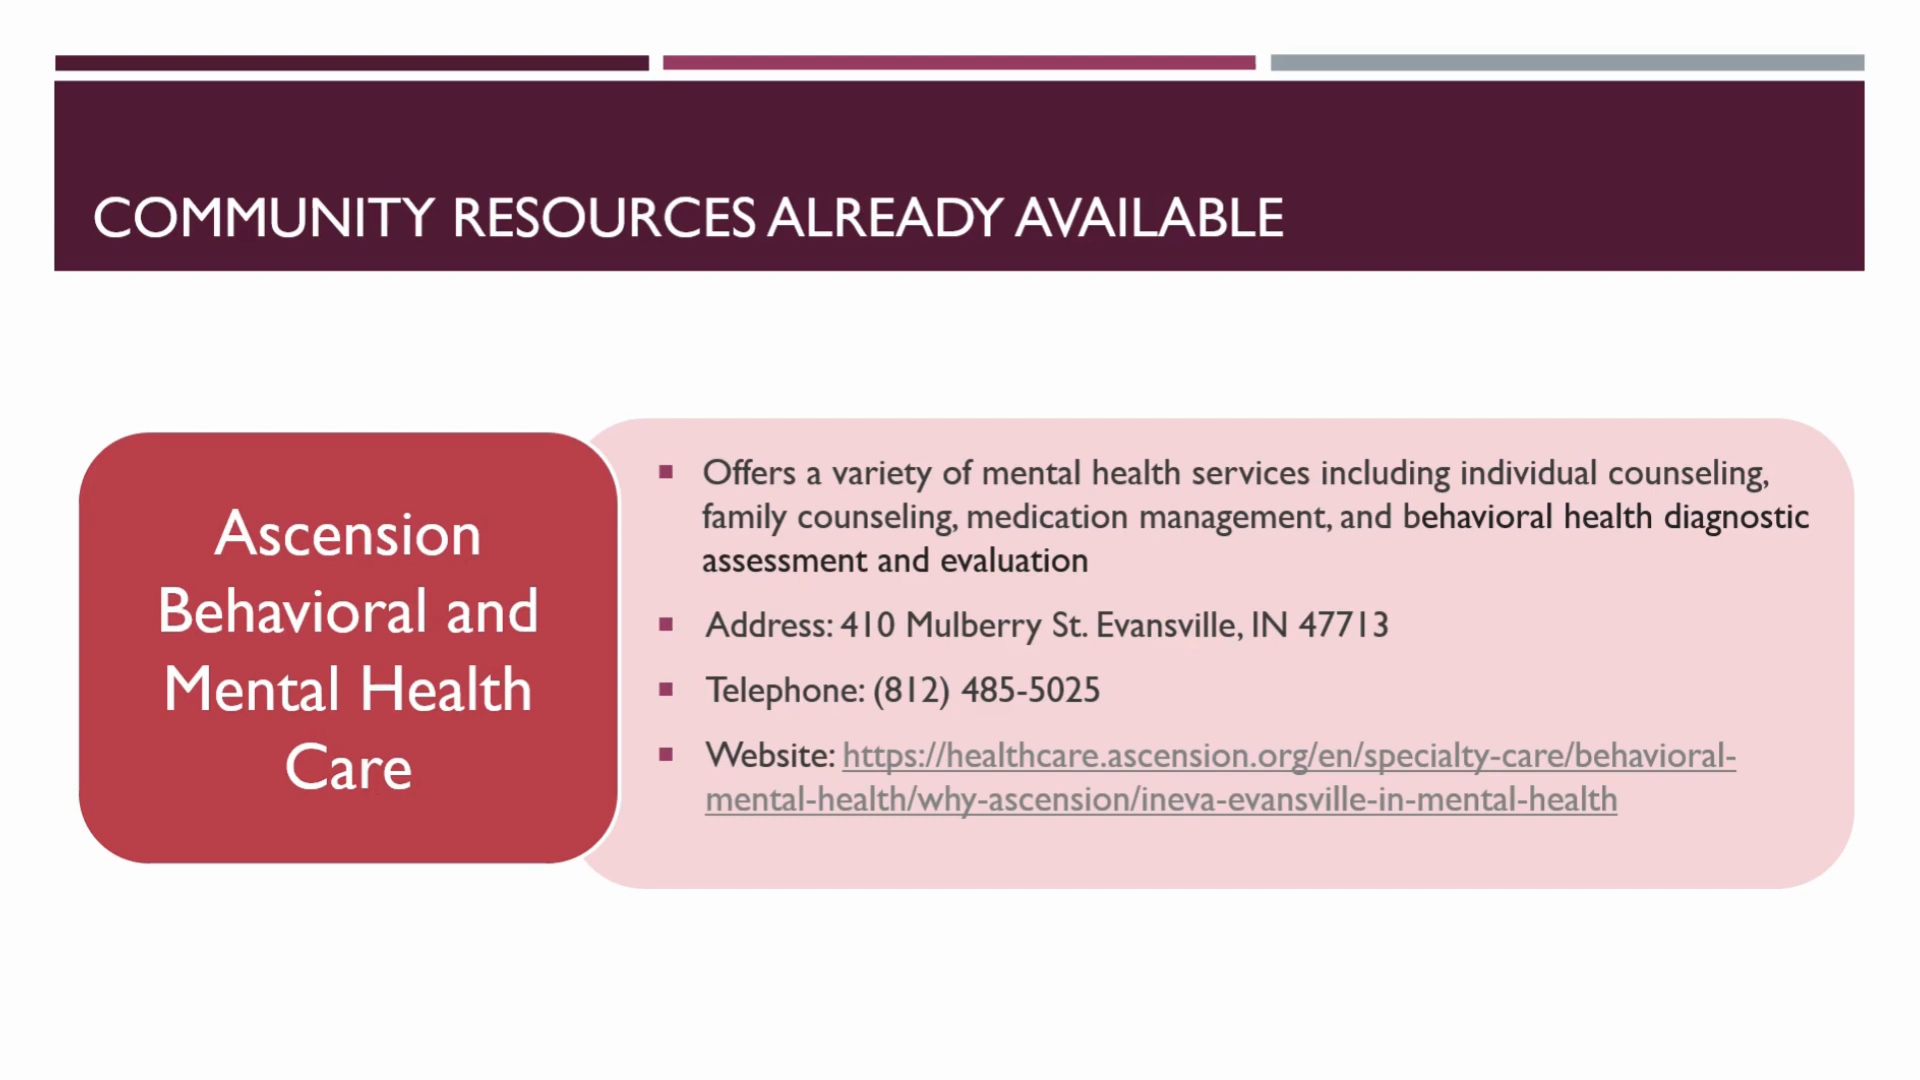 COMMUNITY RESOURCES ALREADY AVAILABLE
Ascension
Behavioral and
Mental Health
Care
Offers a variety of mental health services including individual counseling,
family counseling, medication management, and behavioral health diagnostic
assessment and evaluation
Address: 410 Mulberry St. Evansville, IN 47713
Telephone: (812) 485-5025
Website: https://healthcare.ascension.org/en/specialty-care/behavioral-
mental-health/why-ascension/ineva-evansville-in-mental-health